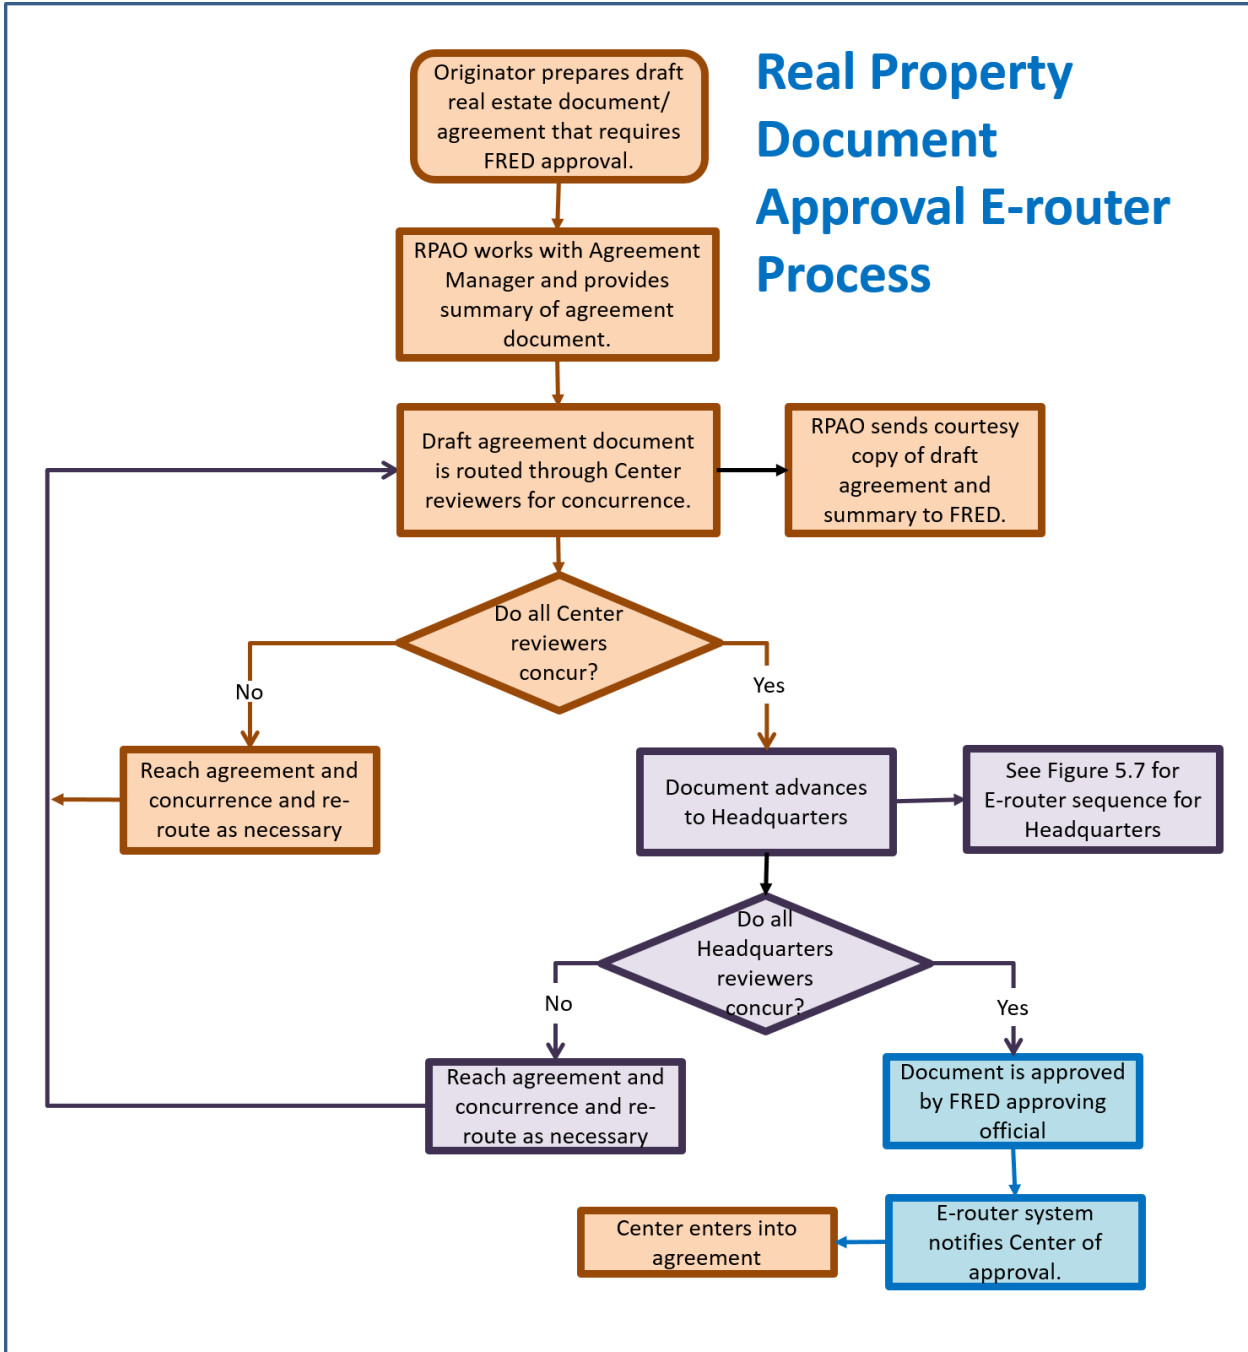 Real Property
Document
Approval E-router
Process
Originator prepares draft
real estate document/
agreement that requires
FRED approval.
RPAO works with Agreement
Manager and provides
summary of agreement
document.
Draft agreement document
is routed through Center
reviewers for concurrence.
RPAO sends courtesy
copy of draft
agreement and
summary to FRED.
Do all Center
reviewers
concur?
No
Yes
Reach agreement and
concurrence and re-
route as necessary
Document advances
to Headquarters
See Figure 5.7 for
E-router sequence for
Headquarters
Do all
Headquarters
reviewers
concur?
No
Yes
Reach agreement and
concurrence and re-
route as necessary
Document is approved
by FRED approving
official
E-router system
notifies Center of
approval.
Center enters into
agreement